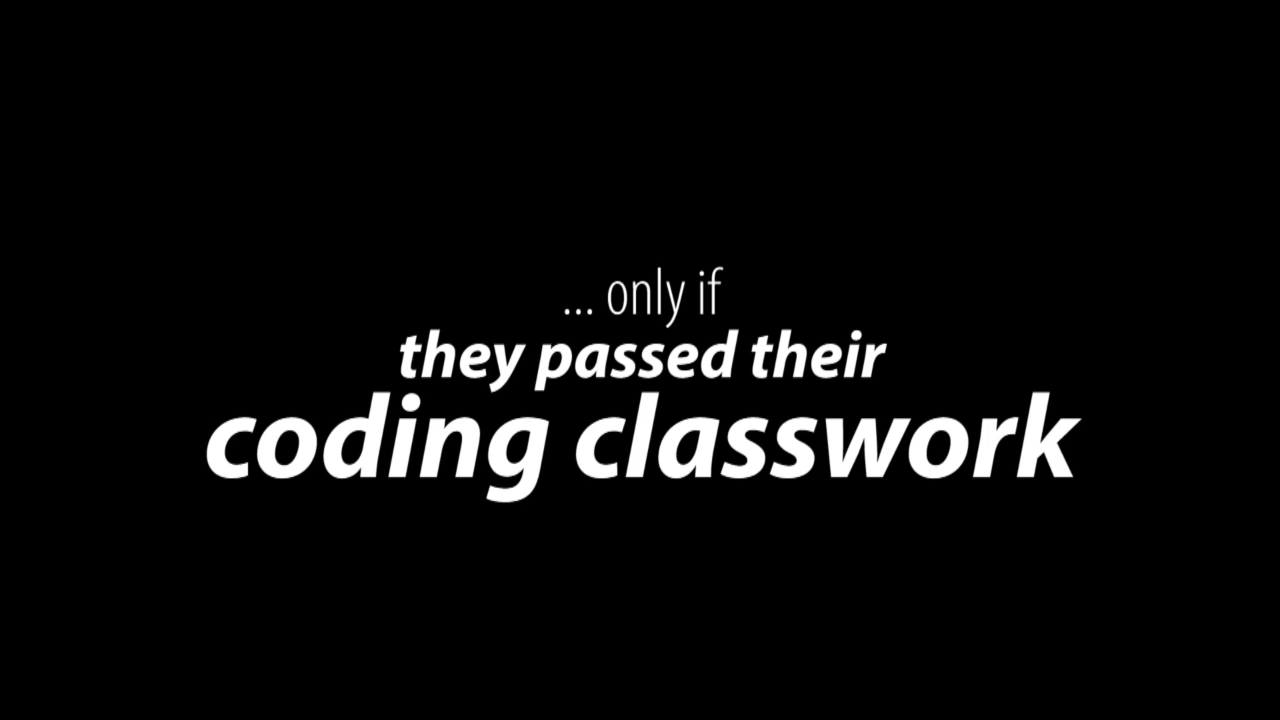 ... only if
they passed their
coding classwork